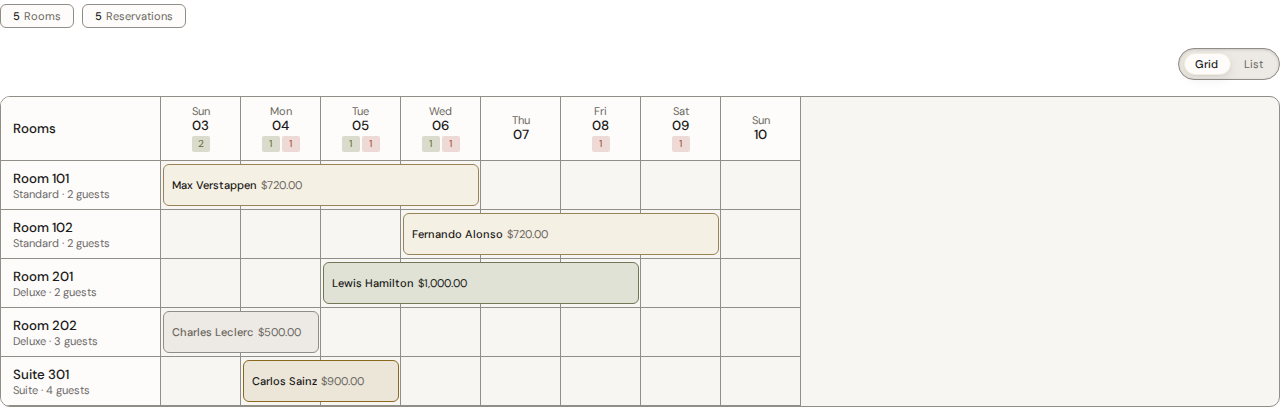 5 Rooms 5 Reservations
Grid List
Rooms Sun 03 2 Mon 04 1 1 Tue 05 1 1 Wed 06 1 1 Thu 07 Fri 08 1 Sat 09 1 Sun 10
Room 101
Standard · 2 guests
Max Verstappen $720.00
Room 102
Standard · 2 guests
Fernando Alonso $720.00
Room 201
Deluxe · 2 guests
Lewis Hamilton $1,000.00
Room 202
Deluxe · 3 guests
Charles Leclerc $500.00
Suite 301
Suite · 4 guests
Carlos Sainz $900.00